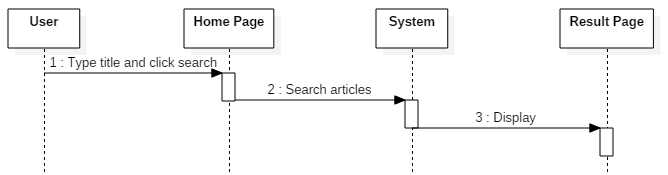 User
Home Page
System
Result Page
1 : Type title and click search
2 : Search articles
3 : Display